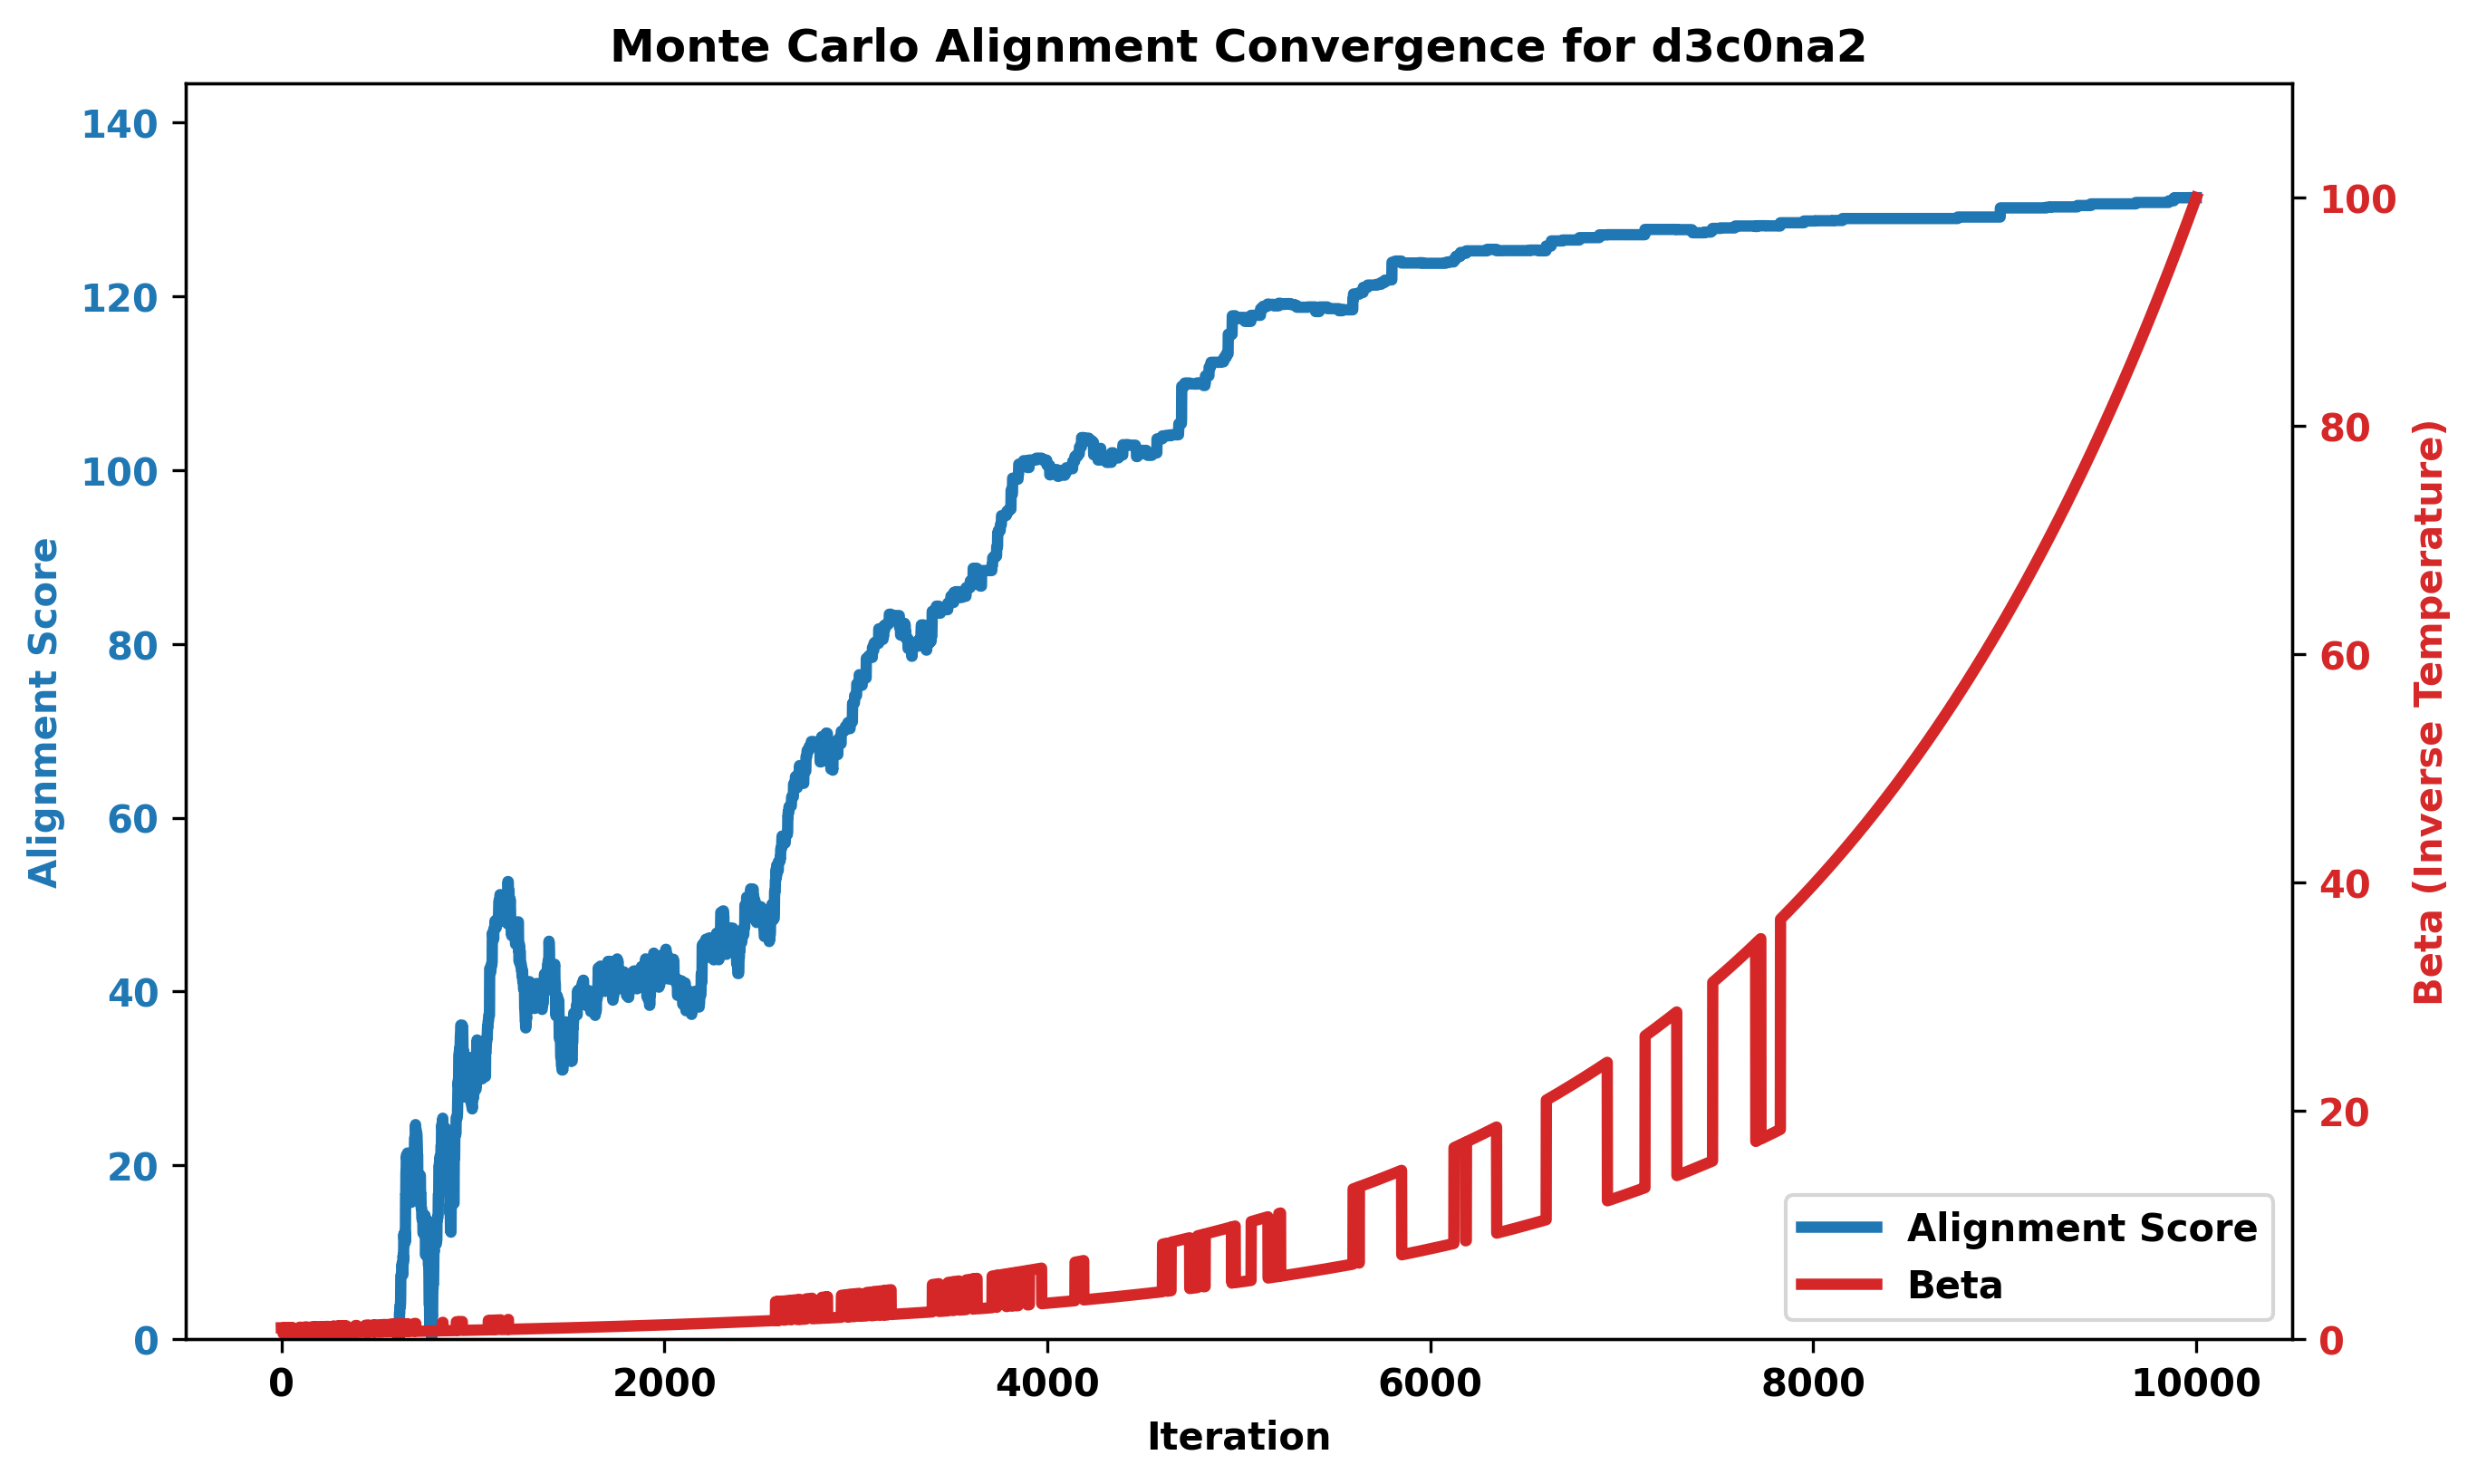 Monte Carlo Alignment Convergence for d3c0na2
140
120
100
80
60
40
20
0
Alignment Score
100
80
60
40
20
0
Beta (Inverse Temperature)
Alignment Score
Beta
0 2000 4000 6000 8000 10000
Iteration